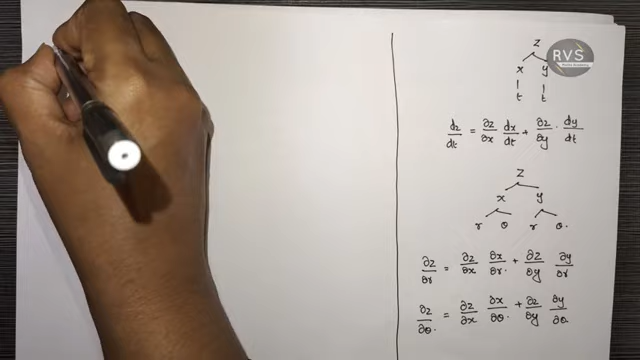 z
RVS
x y
t t
dz/dt = ∂z/∂x dx/dt + ∂z/∂y · dy/dt
z
x y
r θ r θ.
∂z/∂r = ∂z/∂x ∂x/∂r. + ∂z/∂y ∂y/∂r
∂z/∂θ. = ∂z/∂x ∂x/∂θ. + ∂z/∂y ∂y/∂θ.